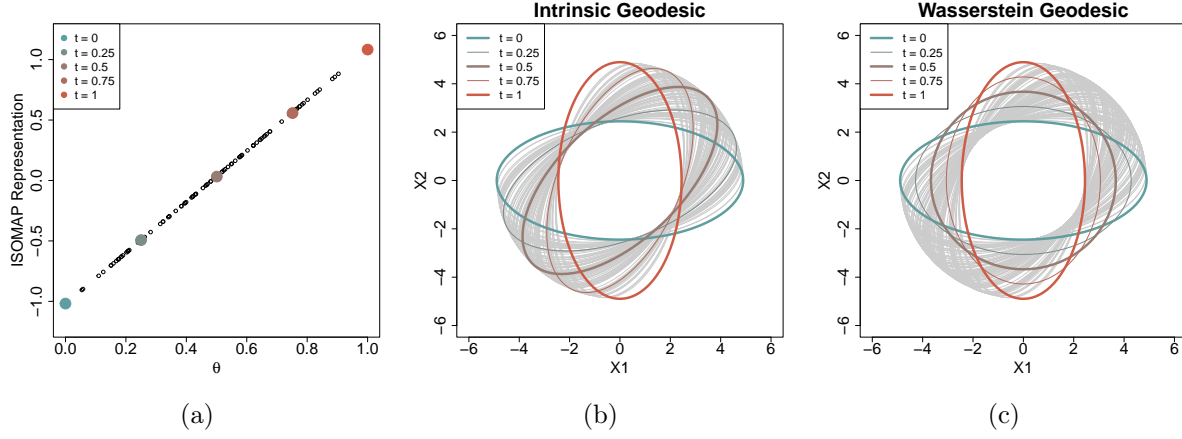 Intrinsic Geodesic
Wasserstein Geodesic
t = 0
t = 0.25
t = 0.5
t = 0.75
t = 1
ISOMAP Representation
1.0
0.5
0.0
−0.5
−1.0
0.0 0.2 0.4 0.6 0.8 1.0
θ
t = 0
t = 0.25
t = 0.5
t = 0.75
t = 1
X2
6
4
2
0
−2
−4
−6
−6 −4 −2 0 2 4 6
X1
t = 0
t = 0.25
t = 0.5
t = 0.75
t = 1
X2
6
4
2
0
−2
−4
−6
−6 −4 −2 0 2 4 6
X1
(a)
(b)
(c)